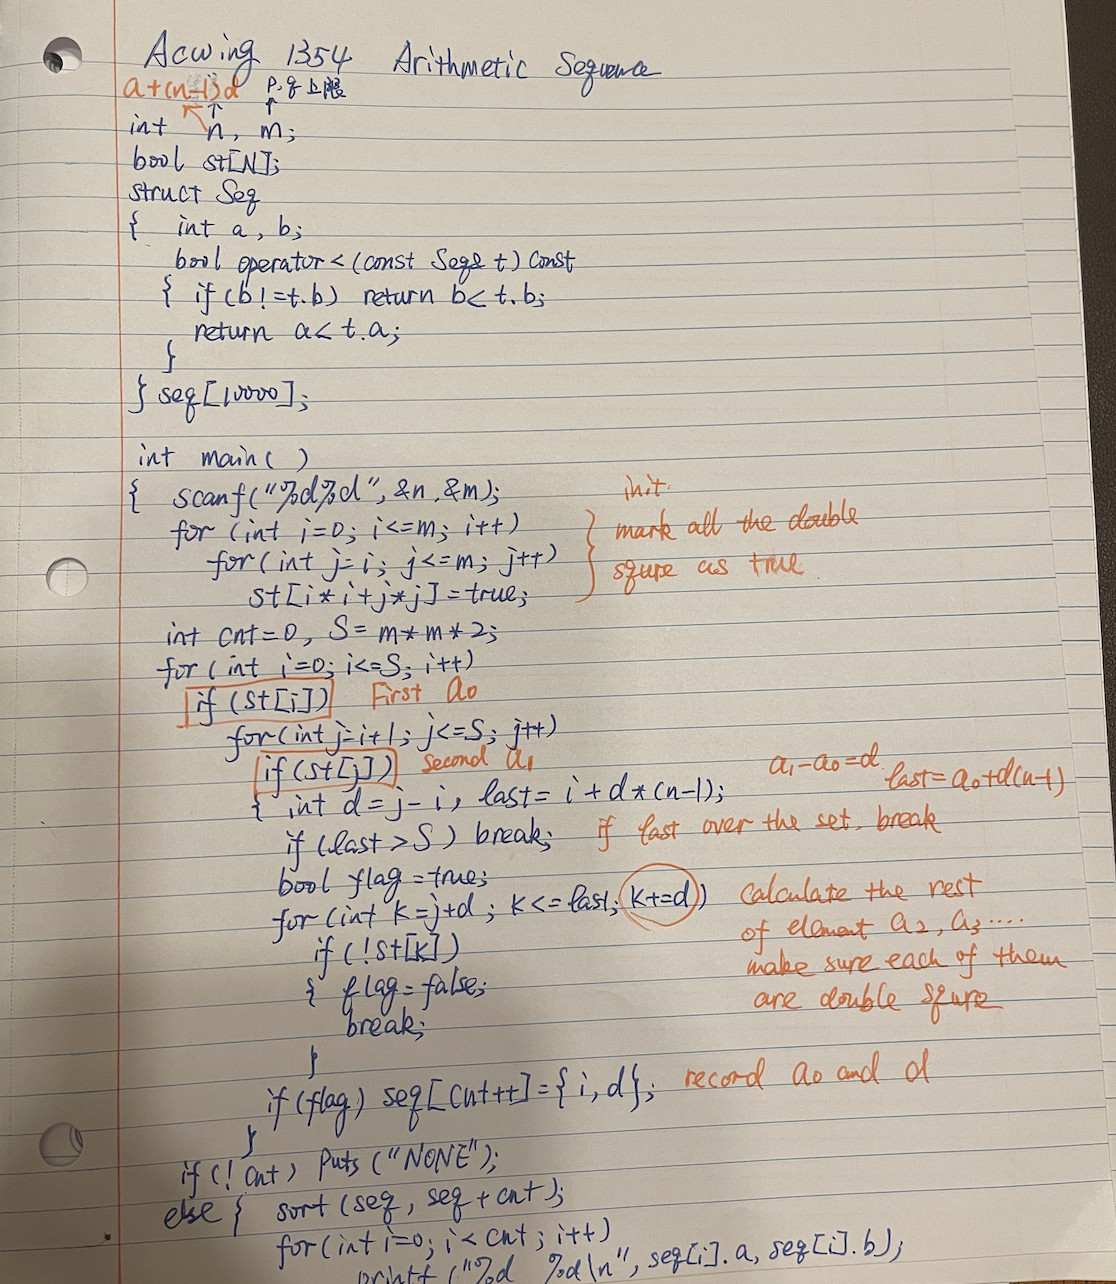 Acwing 1354 Arithmetic Sequence
a+(n-1)d p.q上限
int n, m;
bool st[N];
struct Seq
{ int a, b;
bool operator < (const Seq& t) const
{ if (b != t.b) return b < t.b;
return a < t.a;
}
} seq[10000];
int main( )
{ scanf("%d%d", &n, &m); init.
for (int i=0; i<=m; i++) mark all the double
for(int j=i; j<=m; j++) squre as true.
st[i*i+j*j]=true;
int cnt=0, S = m*m*2;
for (int i=0; i<=S; i++)
if (st[i]) First a0
for(int j=i+1; j<=S; j++)
if(st[j]) second a1 a1-a0=d
{ int d=j-i, last= i+d*(n-1); last=a0+d(n-1)
if (last > S) break; if last over the set. break
bool flag=true;
for(int k=j+d; k<=last; k+=d) Calculate the rest
if (!st[k]) of element a2, a3....
{ flag=false; make sure each of them
break; are double squre
}
if (flag) seq[cnt++]={i,d}; record a0 and d
}
if (! cnt) puts ("NONE");
else { sort (seq, seq + cnt);
for(int i=0; i < cnt; i++)
printf ("%d %d\n", seq[i].a, seq[i].b);